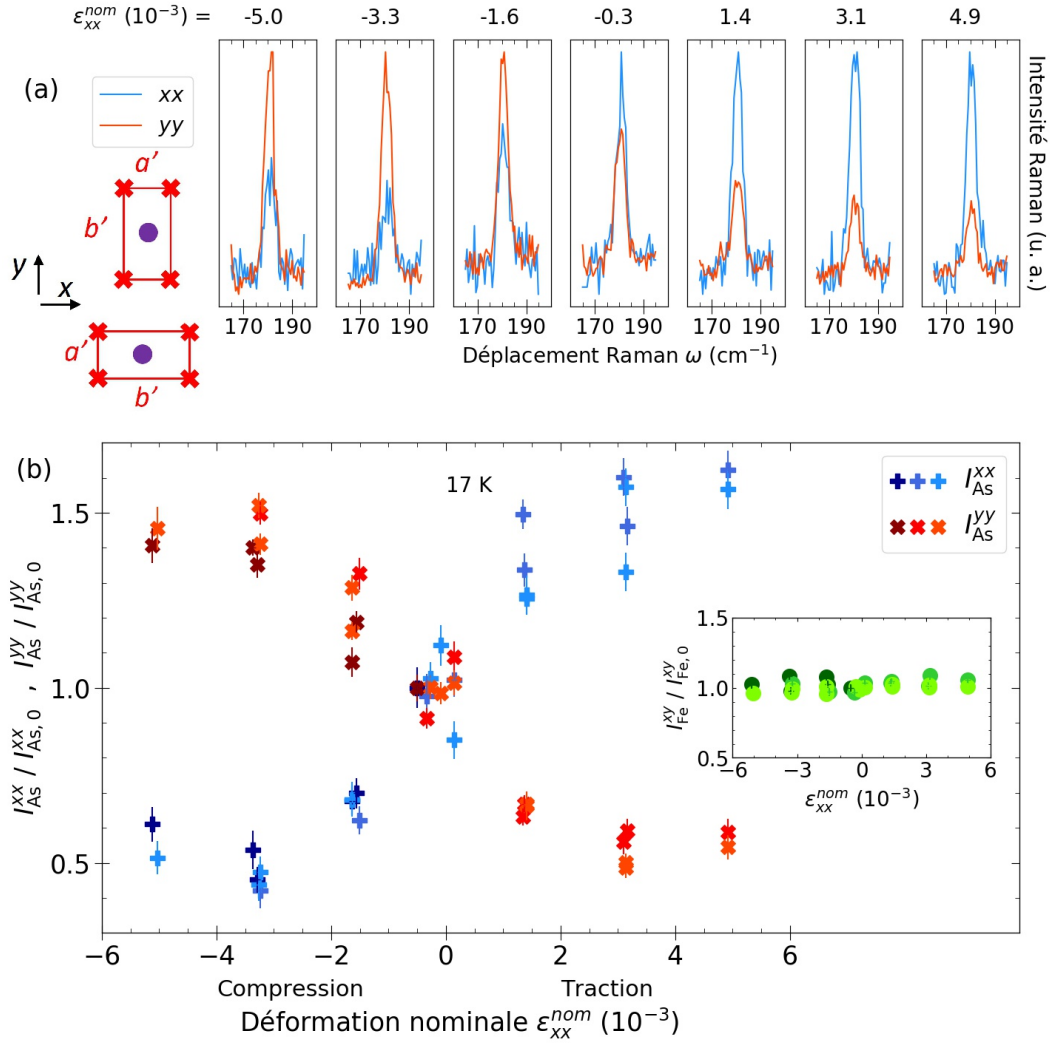 ε_xx^nom (10⁻³) = -5.0 -3.3 -1.6 -0.3 1.4 3.1 4.9
(a)
xx
yy
a’
b’
y
x
a’
b’
170 190 170 190 170 190 170 190 170 190 170 190 170 190
Déplacement Raman ω (cm⁻¹)
Intensité Raman (u. a.)
(b)
17 K
I_As^xx
I_As^yy
1.5
1.0
0.5
I_As^xx / I_As, 0^xx , I_As^yy / I_As, 0^yy
1.5
1.0
0.5
I_Fe^xy / I_Fe, 0^xy
−6 −3 0 3 6
ε_xx^nom (10⁻³)
−6 −4 −2 0 2 4 6
Compression Traction
Déformation nominale ε_xx^nom (10⁻³)